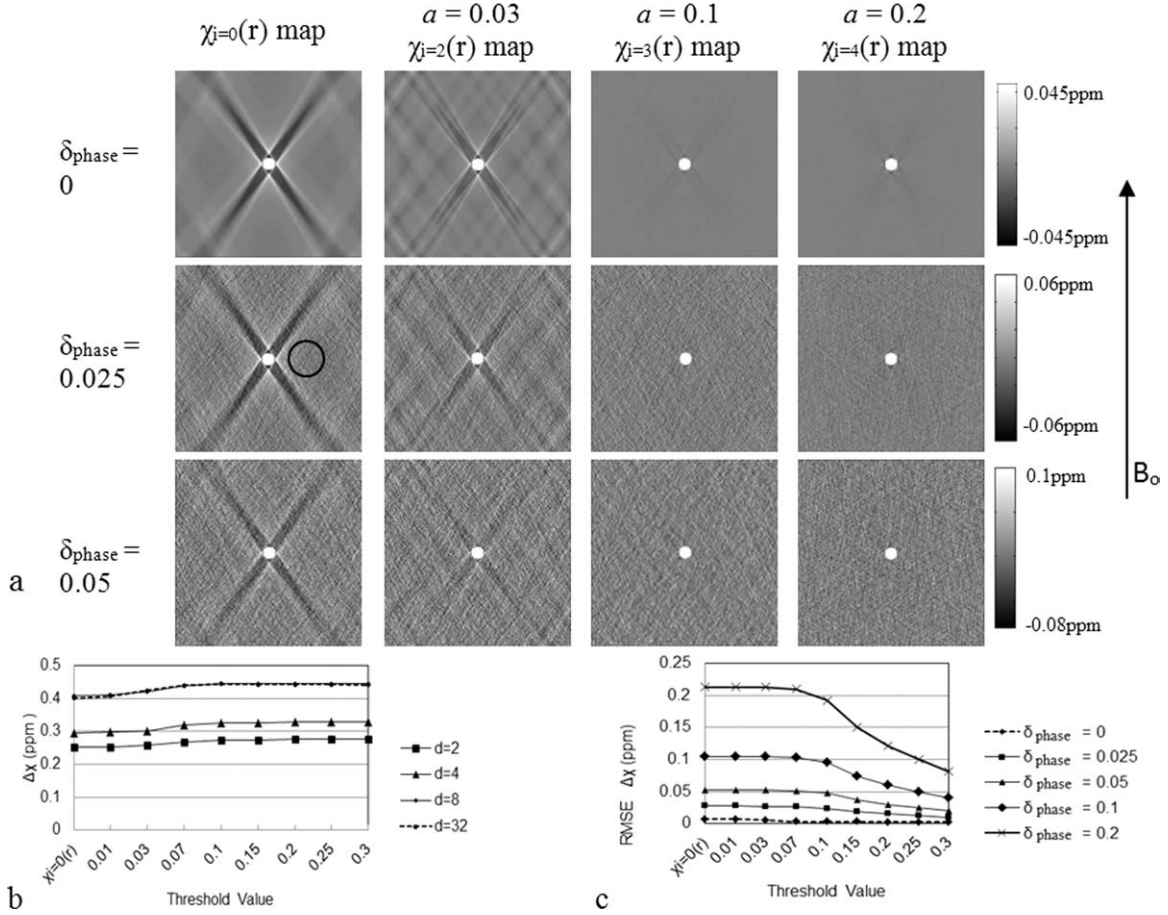 χi=0(r) map
a = 0.03
χi=2(r) map
a = 0.1
χi=3(r) map
a = 0.2
χi=4(r) map
δphase =
0
0.045ppm
-0.045ppm
δphase =
0.025
0.06ppm
-0.06ppm
δphase =
0.05
0.1ppm
-0.08ppm
Bo
a
Δχ (ppm)
0.5
0.4
0.3
0.2
0.1
0
χi=0(r)
0.01
0.03
0.07
0.1
0.15
0.2
0.25
0.3
Threshold Value
d=2
d=4
d=8
d=32
b
RMSE Δχ (ppm)
0.25
0.2
0.15
0.1
0.05
0
χi=0(r)
0.01
0.03
0.07
0.1
0.15
0.2
0.25
0.3
Threshold Value
δ phase = 0
δ phase = 0.025
δ phase = 0.05
δ phase = 0.1
δ phase = 0.2
c